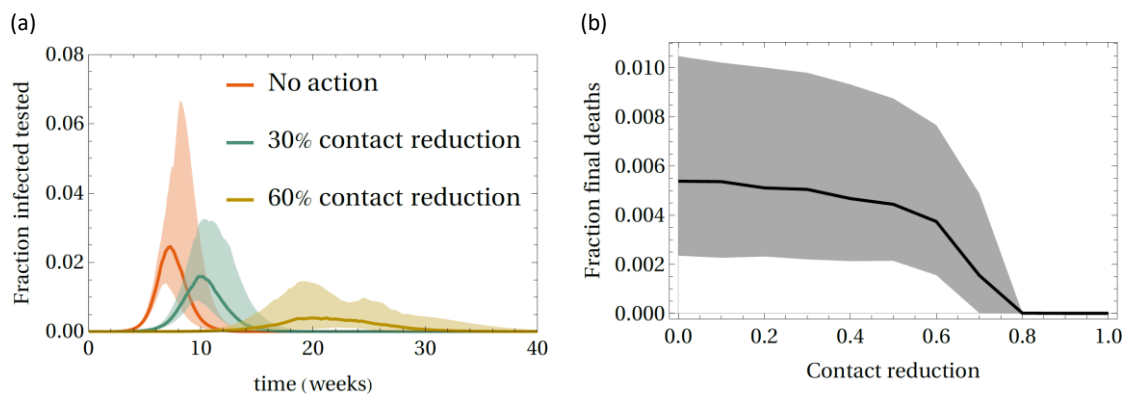 (a)
0.08
0.06
0.04
0.02
0.00
Fraction infected tested
No action
30% contact reduction
60% contact reduction
0 10 20 30 40
time (weeks)
(b)
0.010
0.008
0.006
0.004
0.002
0.000
Fraction final deaths
0.0 0.2 0.4 0.6 0.8 1.0
Contact reduction